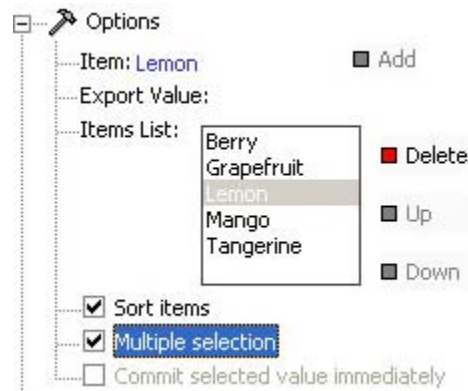 Options
Item: Lemon
Add
Export Value:
Items List:
Berry
Grapefruit
Lemon
Mango
Tangerine
Delete
Up
Down
Sort items
Multiple selection
Commit selected value immediately